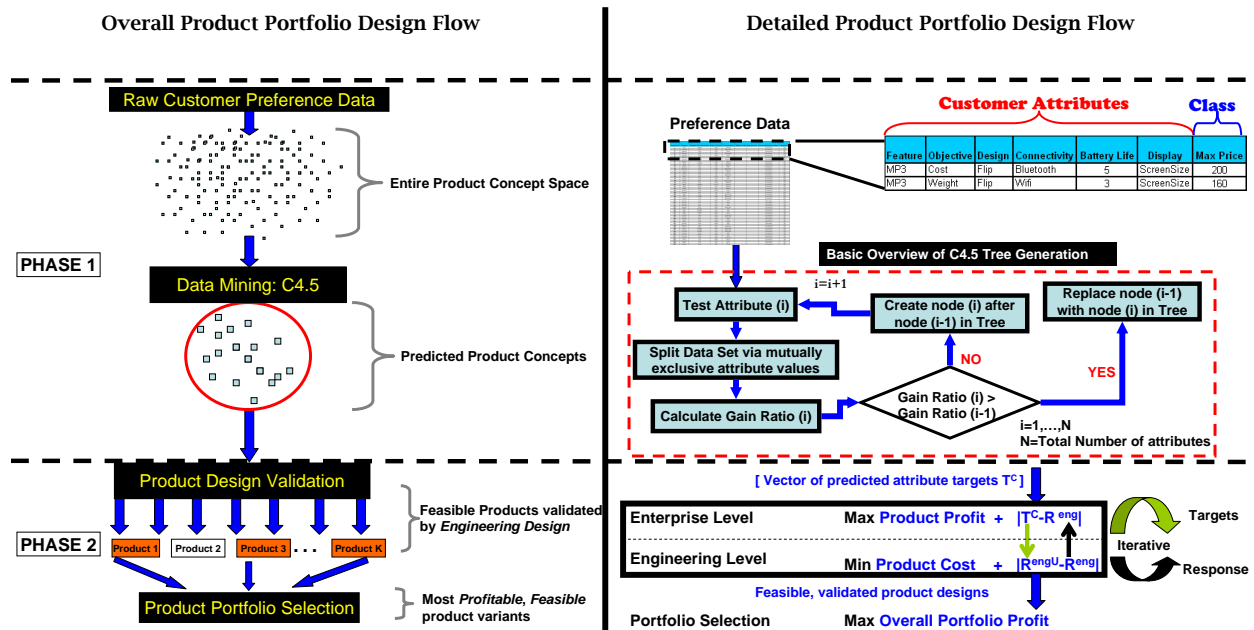 Overall Product Portfolio Design Flow
Raw Customer Preference Data
Entire Product Concept Space
PHASE 1
Data Mining: C4.5
Predicted Product Concepts
Product Design Validation
Feasible Products validated
by Engineering Design
PHASE 2
Product 1
Product 2
Product 3
...
Product K
Product Portfolio Selection
Most Profitable, Feasible
product variants
Detailed Product Portfolio Design Flow
Customer Attributes
Class
Preference Data
Feature Objective Design Connectivity Battery Life Display Max Price
MP3 Cost Flip Bluetooth 5 ScreenSize 200
MP3 Weight Flip Wifi 3 ScreenSize 160
Basic Overview of C4.5 Tree Generation
i=i+1
Test Attribute (i)
Create node (i) after
node (i-1) in Tree
Replace node (i-1)
with node (i) in Tree
Split Data Set via mutually
exclusive attribute values
NO
YES
Calculate Gain Ratio (i)
Gain Ratio (i) >
Gain Ratio (i-1)
i=1,...,N
N=Total Number of attributes
[ Vector of predicted attribute targets T^C]
Enterprise Level Max Product Profit + |T^C-R^eng|
Engineering Level Min Product Cost + |R^engU-R^eng|
Targets
Iterative
Response
Feasible, validated product designs
Portfolio Selection Max Overall Portfolio Profit